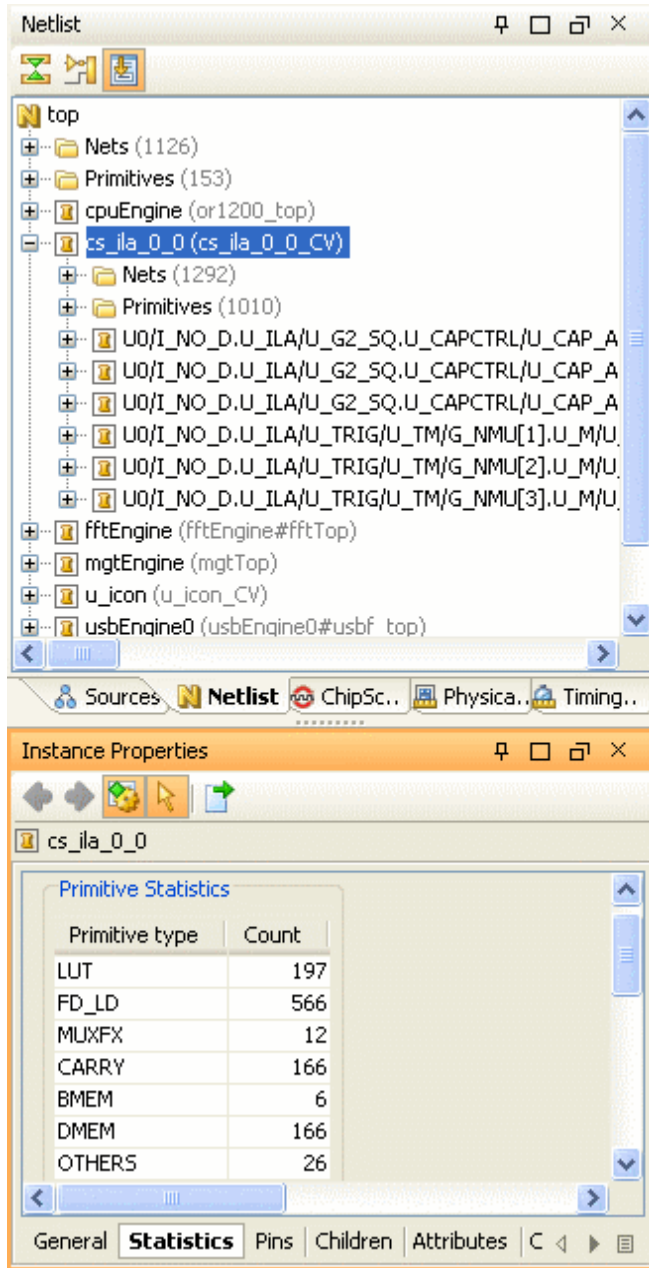 Netlist
top
Nets (1126)
Primitives (153)
cpuEngine (or1200_top)
cs_ila_0_0 (cs_ila_0_0_CV)
Nets (1292)
Primitives (1010)
U0/I_NO_D.U_ILA/U_G2_SQ.U_CAPCTRL/U_CAP_A
U0/I_NO_D.U_ILA/U_G2_SQ.U_CAPCTRL/U_CAP_A
U0/I_NO_D.U_ILA/U_G2_SQ.U_CAPCTRL/U_CAP_A
U0/I_NO_D.U_ILA/U_TRIG/U_TM/G_NMU[1].U_M/U_
U0/I_NO_D.U_ILA/U_TRIG/U_TM/G_NMU[2].U_M/U_
U0/I_NO_D.U_ILA/U_TRIG/U_TM/G_NMU[3].U_M/U_
fftEngine (fftEngine#fftTop)
mgtEngine (mgtTop)
u_icon (u_icon_CV)
usbEngine0 (usbEngine0#usbf_top)
Sources Netlist ChipSc.. Physica.. Timing..
Instance Properties
cs_ila_0_0
Primitive Statistics
Primitive type Count
LUT 197
FD_LD 566
MUXFX 12
CARRY 166
BMEM 6
DMEM 166
OTHERS 26
General Statistics Pins Children Attributes C